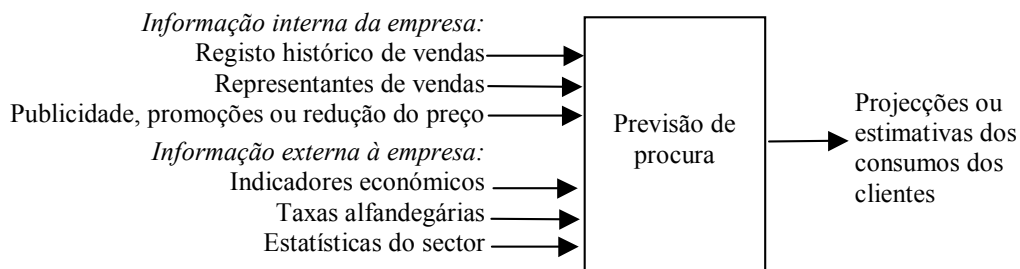 Informação interna da empresa:
Registo histórico de vendas
Representantes de vendas
Publicidade, promoções ou redução do preço
Informação externa à empresa:
Indicadores económicos
Taxas alfandegárias
Estatísticas do sector
Previsão de
procura
Projecções ou
estimativas dos
consumos dos
clientes